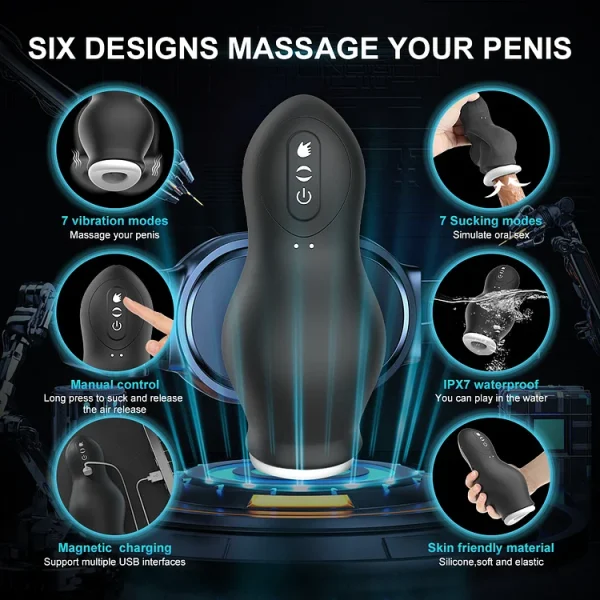 SIX DESIGNS MASSAGE YOUR PENIS
7 vibration modes
Massage your penis
7 Sucking modes
Simulate oral sex
Manual control
Long press to suck and release
the air release
IPX7 waterproof
You can play in the water
Magnetic charging
Support multiple USB interfaces
Skin friendly material
Silicone,soft and elastic